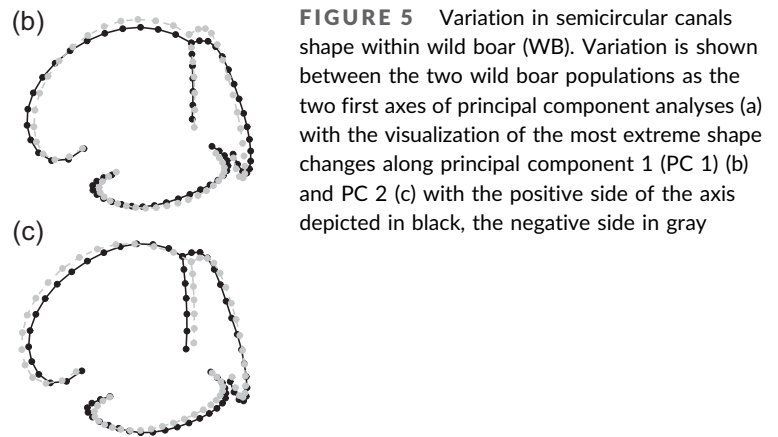 (b)
FIGURE 5 Variation in semicircular canals
shape within wild boar (WB). Variation is shown
between the two wild boar populations as the
two first axes of principal component analyses (a)
with the visualization of the most extreme shape
changes along principal component 1 (PC 1) (b)
and PC 2 (c) with the positive side of the axis
depicted in black, the negative side in gray
(c)